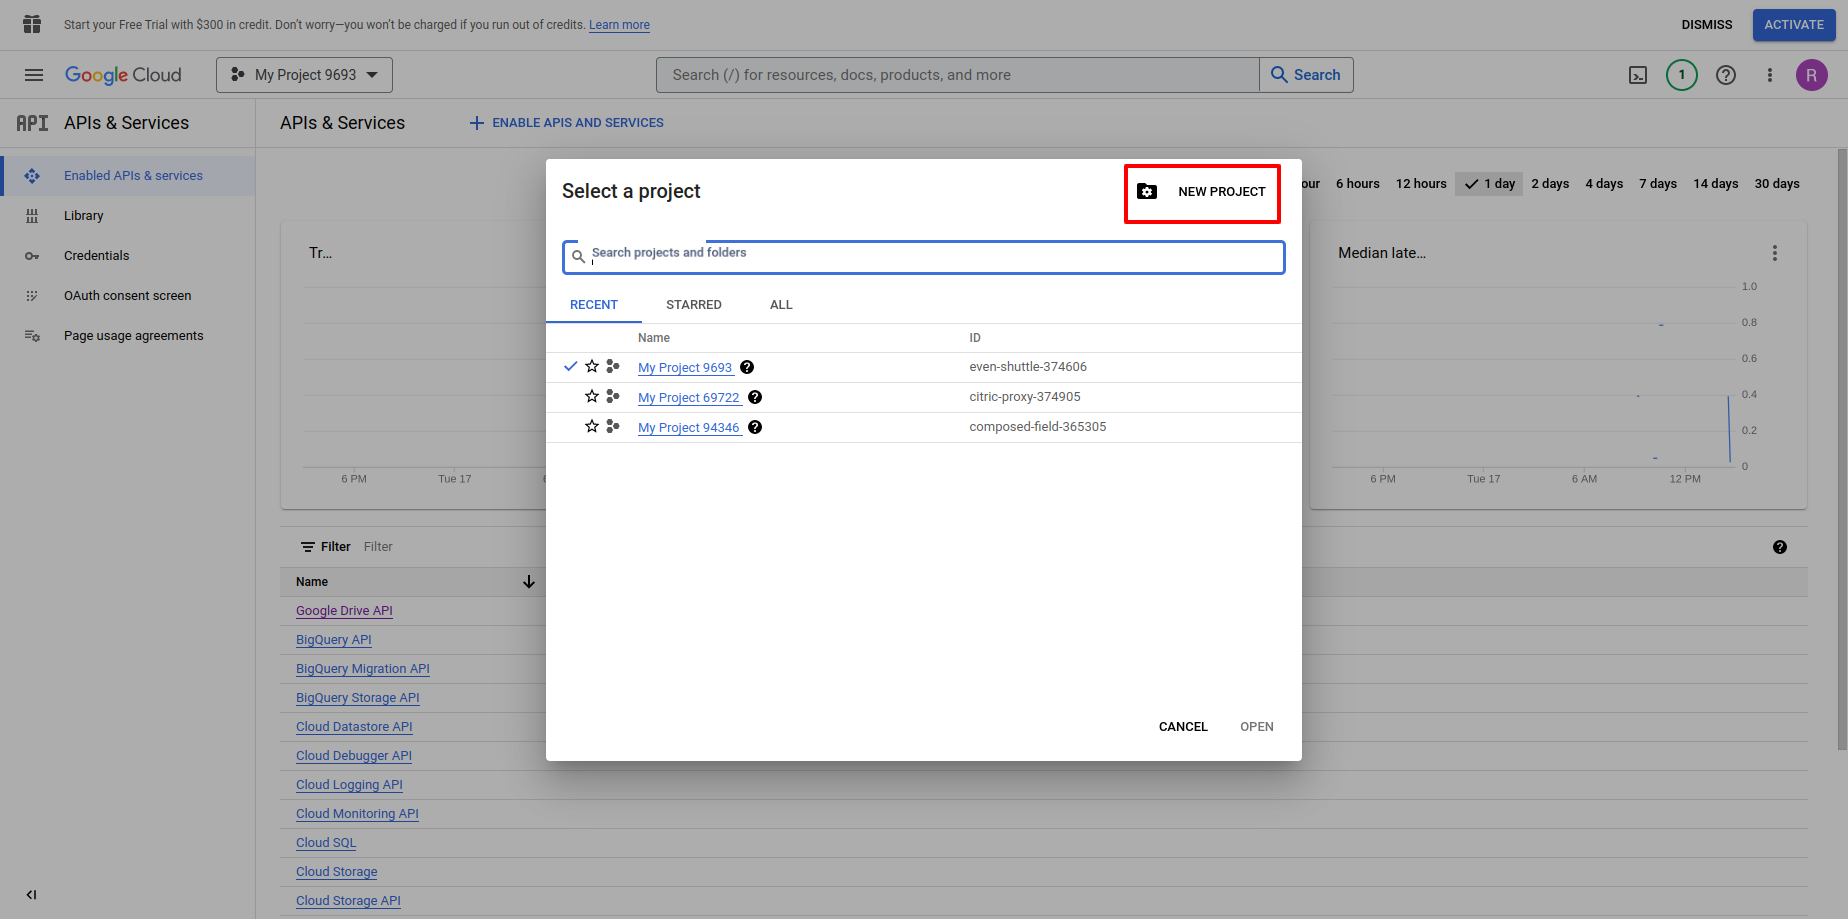 Start your Free Trial with $300 in credit. Don’t worry—you won’t be charged if you run out of credits. Learn more
DISMISS
ACTIVATE
Google Cloud
My Project 9693
Search (/) for resources, docs, products, and more
Search
1
R
API APIs & Services
APIs & Services
ENABLE APIS AND SERVICES
Enabled APIs & services
Library
Credentials
OAuth consent screen
Page usage agreements
our
6 hours
12 hours
1 day
2 days
4 days
7 days
14 days
30 days
Tr...
6 PM
Tue 17
Select a project
NEW PROJECT
Search projects and folders
RECENT
STARRED
ALL
Name
ID
My Project 9693
even-shuttle-374606
My Project 69722
citric-proxy-374905
My Project 94346
composed-field-365305
CANCEL
OPEN
Median late...
1.0
0.8
0.6
0.4
0.2
0
6 PM
Tue 17
6 AM
12 PM
Filter
Filter
Name
Google Drive API
BigQuery API
BigQuery Migration API
BigQuery Storage API
Cloud Datastore API
Cloud Debugger API
Cloud Logging API
Cloud Monitoring API
Cloud SQL
Cloud Storage
Cloud Storage API